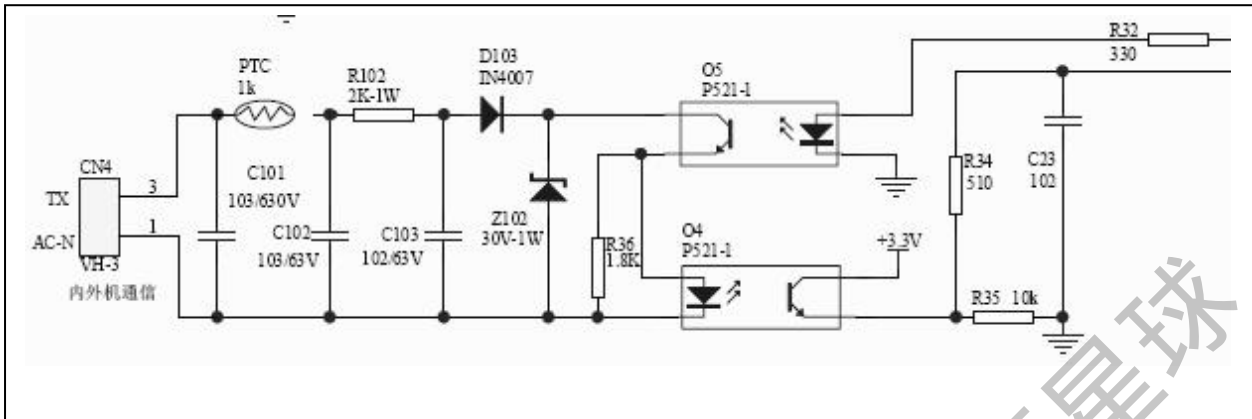 R32
330
D103
IN4007
PTC
1k
R102
2K-1W
O5
P521-1
CN4
TX
3
1
AC-N
VH-3
内外机通信
C101
103/630V
C102
103/63V
C103
102/63V
Z102
30V-1W
R36
1.8K
O4
P521-1
+3.3V
R34
510
C23
102
R35 10k
星球